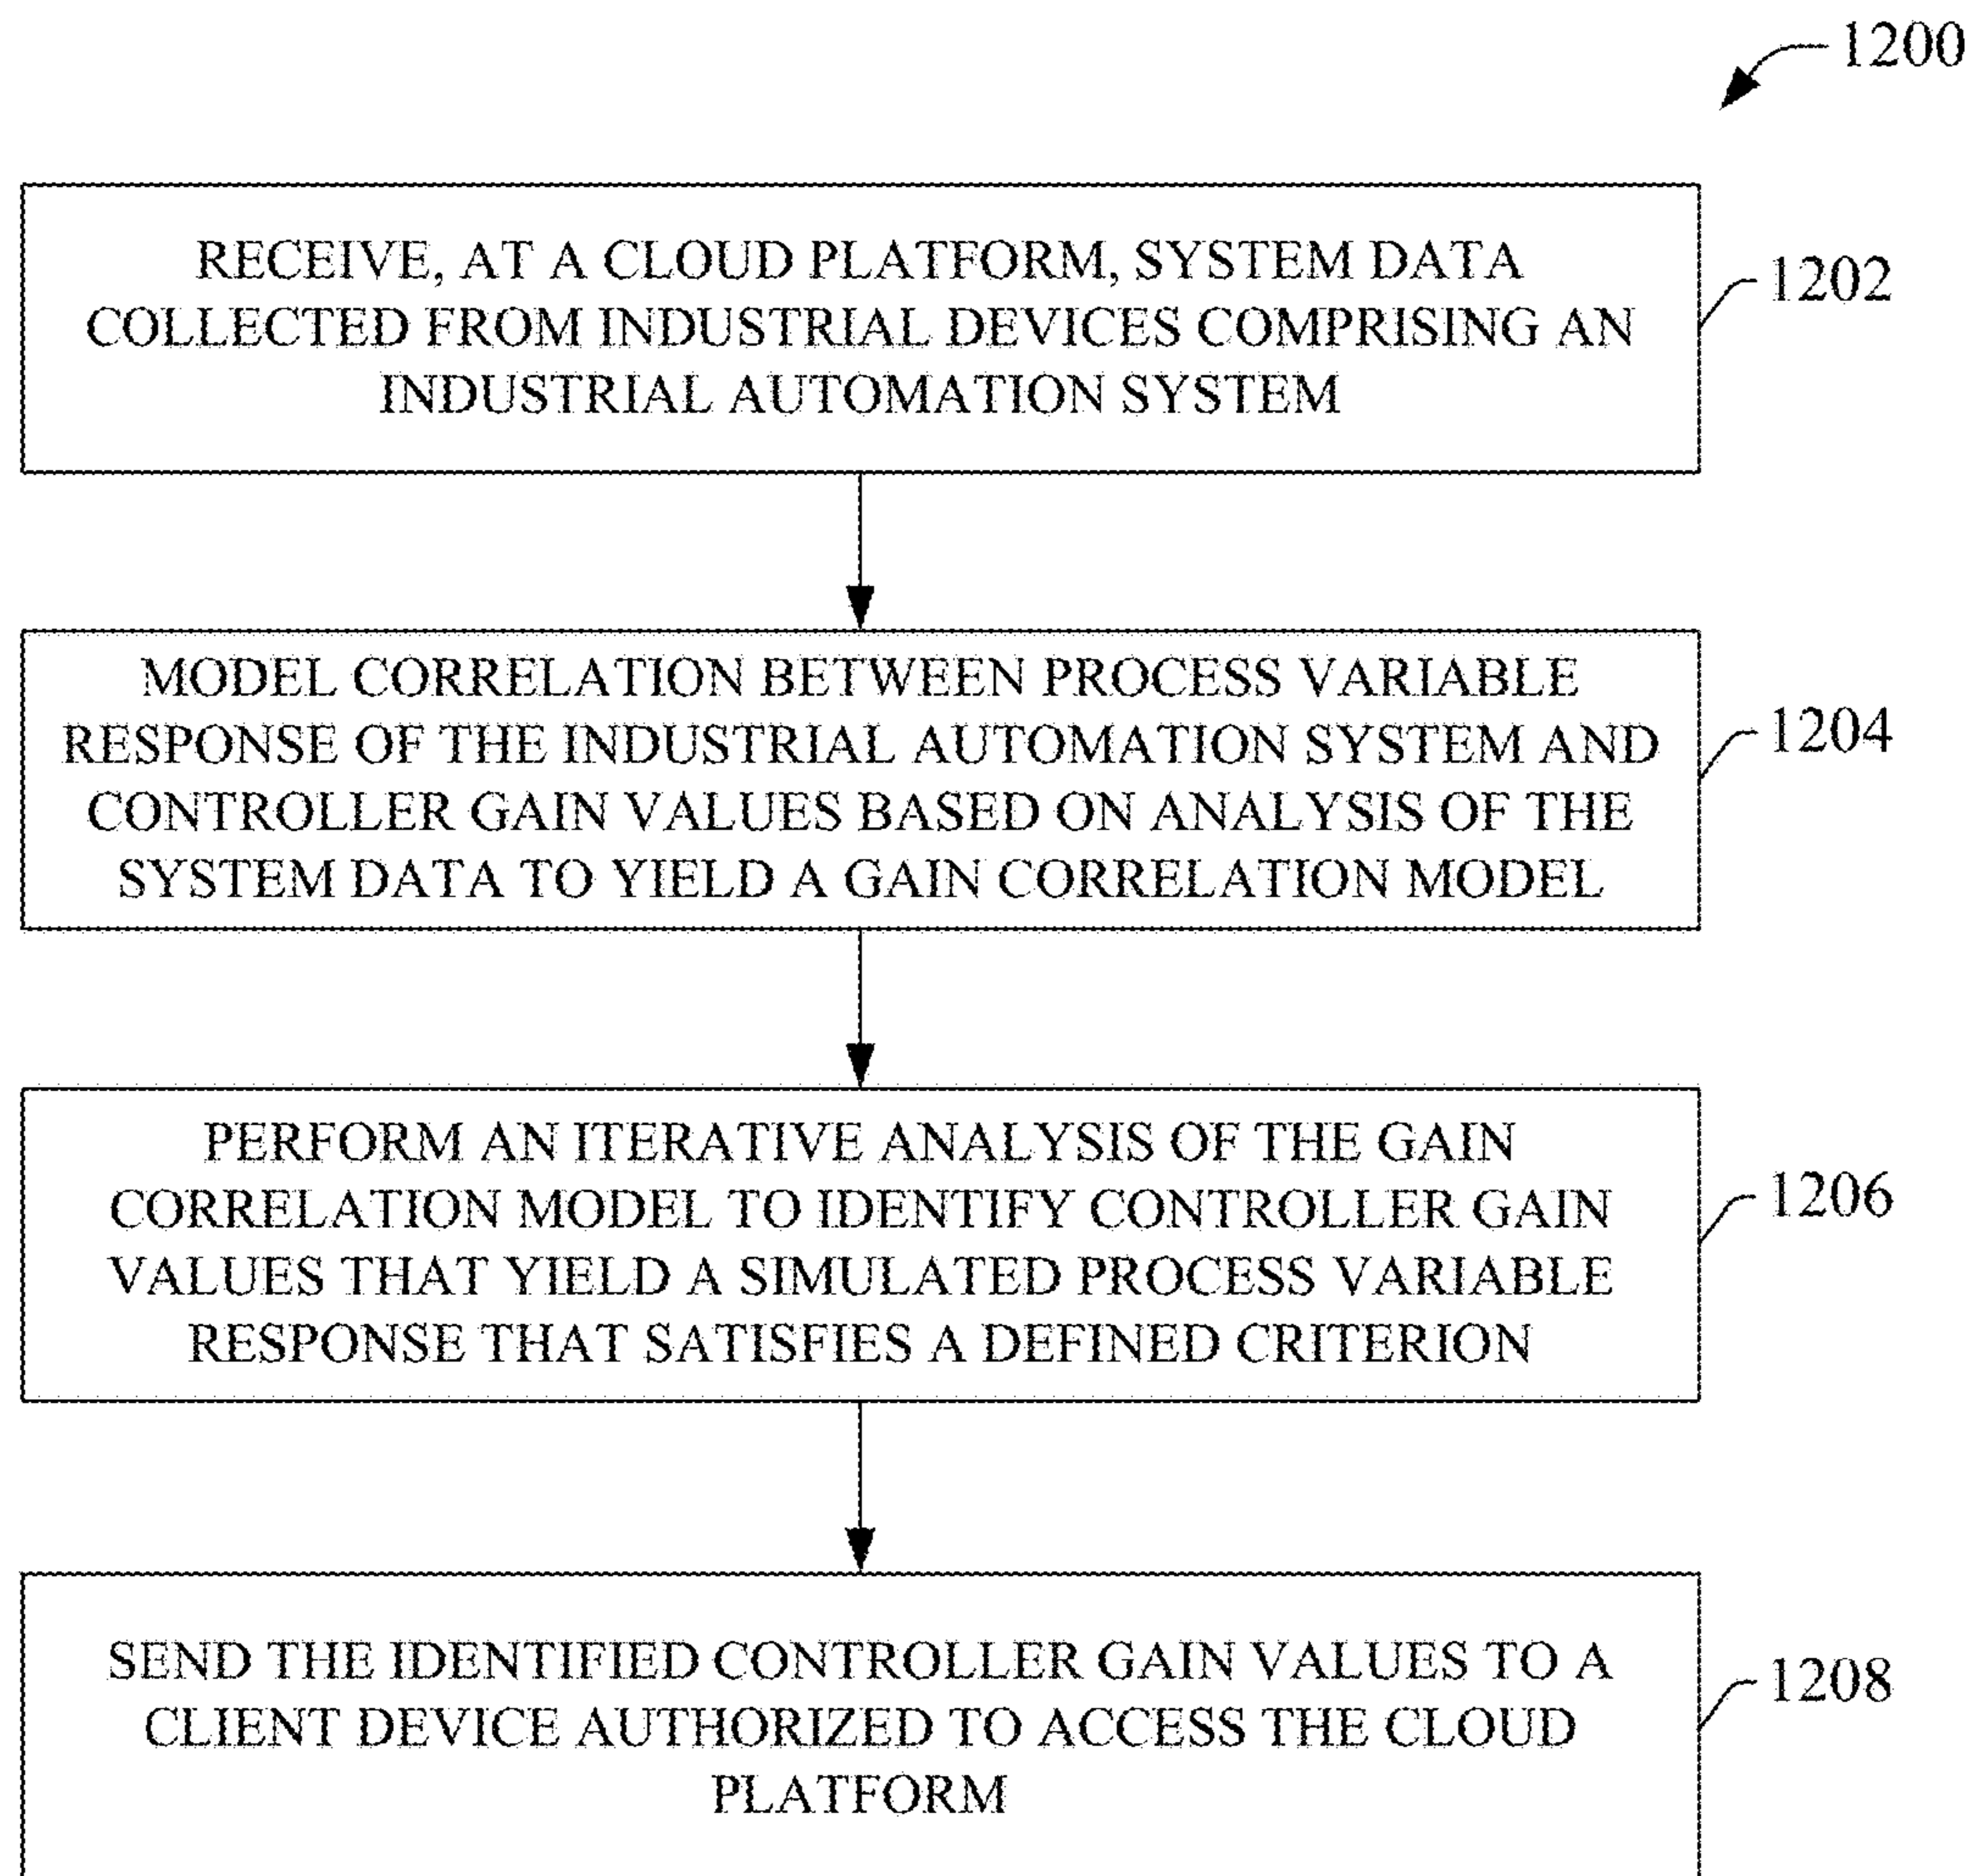 1200
RECEIVE, AT A CLOUD PLATFORM, SYSTEM DATA
COLLECTED FROM INDUSTRIAL DEVICES COMPRISING AN
INDUSTRIAL AUTOMATION SYSTEM
1202
MODEL CORRELATION BETWEEN PROCESS VARIABLE
RESPONSE OF THE INDUSTRIAL AUTOMATION SYSTEM AND
CONTROLLER GAIN VALUES BASED ON ANALYSIS OF THE
SYSTEM DATA TO YIELD A GAIN CORRELATION MODEL
1204
PERFORM AN ITERATIVE ANALYSIS OF THE GAIN
CORRELATION MODEL TO IDENTIFY CONTROLLER GAIN
VALUES THAT YIELD A SIMULATED PROCESS VARIABLE
RESPONSE THAT SATISFIES A DEFINED CRITERION
1206
SEND THE IDENTIFIED CONTROLLER GAIN VALUES TO A
CLIENT DEVICE AUTHORIZED TO ACCESS THE CLOUD
PLATFORM
1208